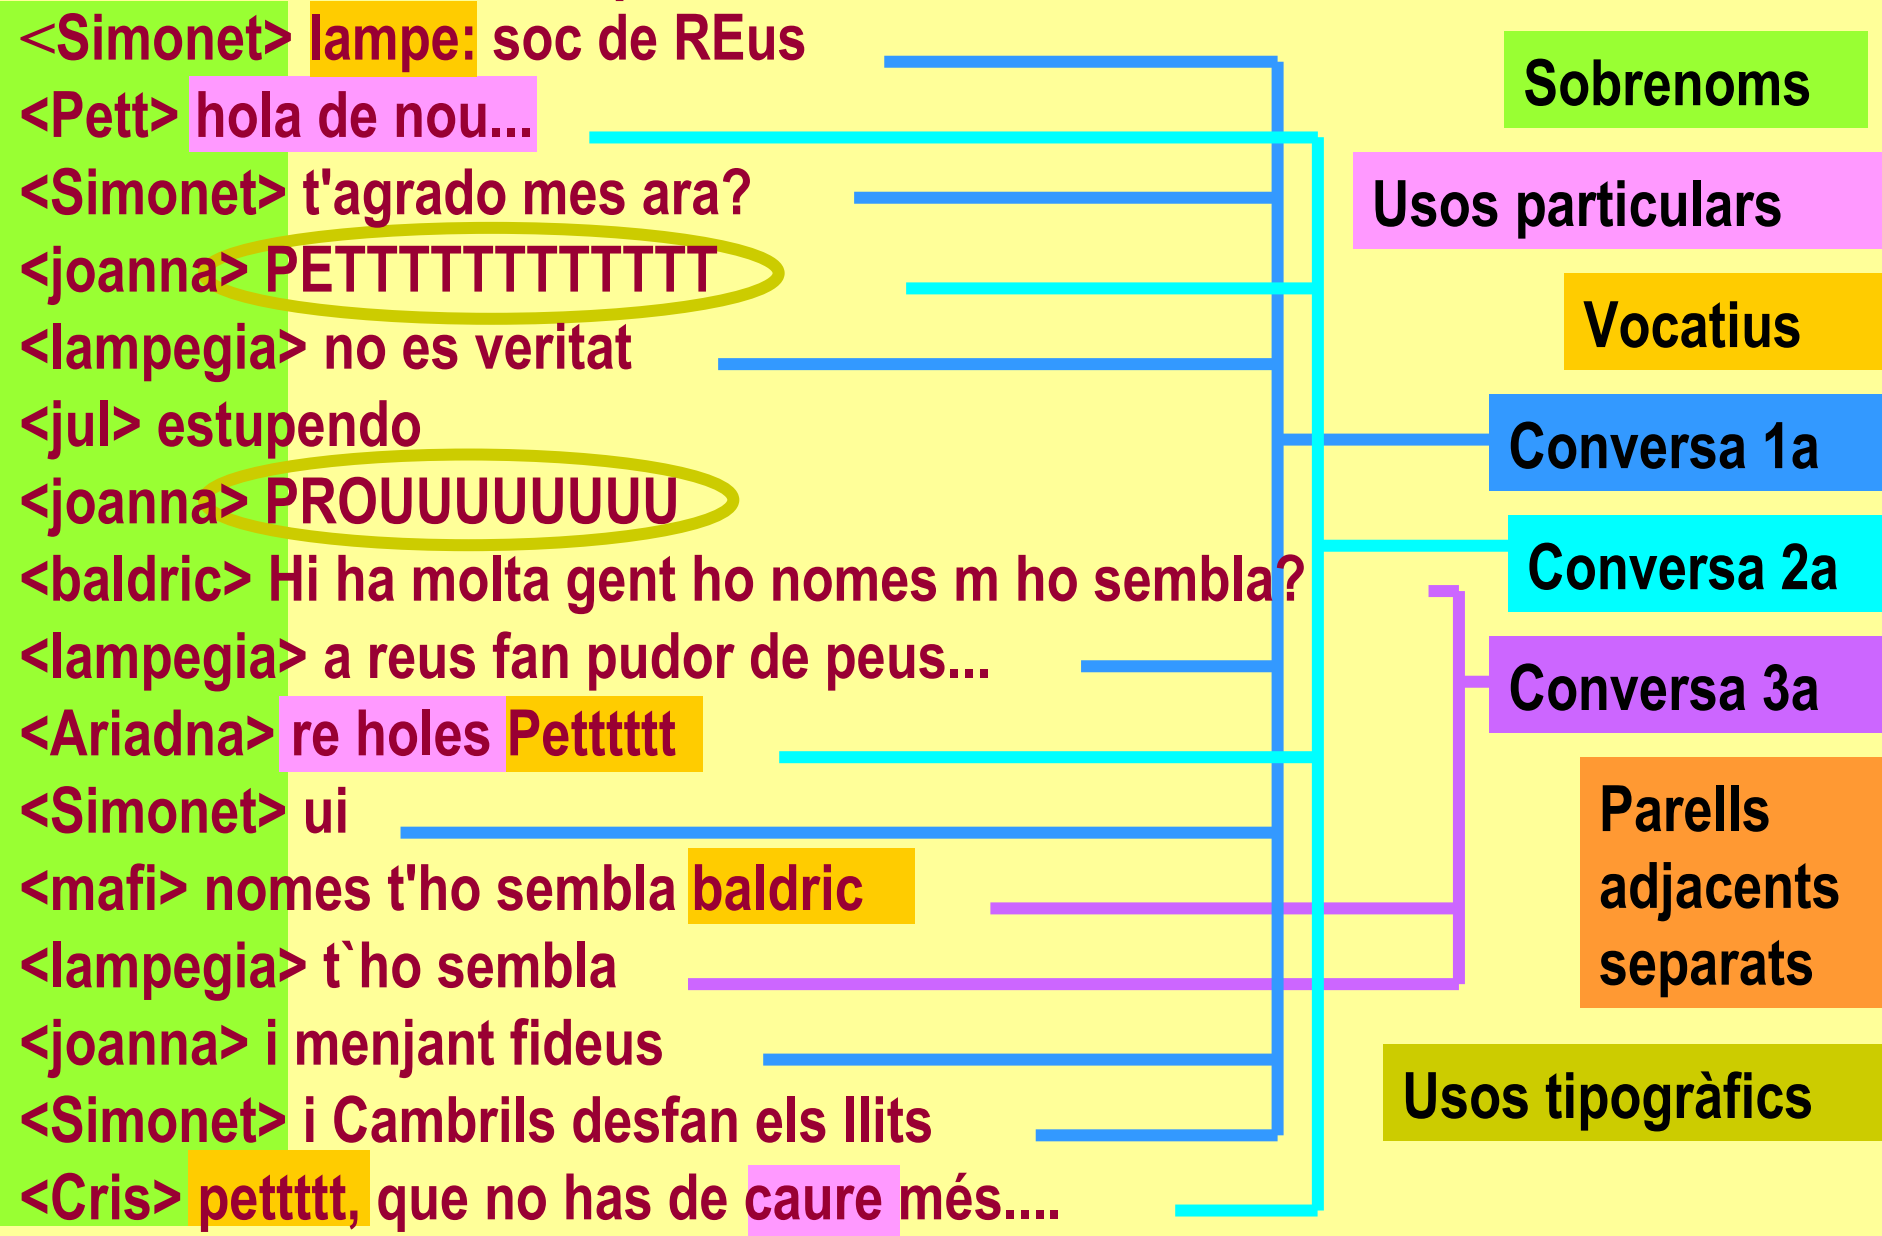 <Simonet> lampe: soc de REus
<Pett> hola de nou...
<Simonet> t'agrado mes ara?
<joanna> PETTTTTTTTTTTT
<lampegia> no es veritat
<jul> estupendo
<joanna> PROUUUUUUUU
<baldric> Hi ha molta gent ho nomes m ho sembla?
<lampegia> a reus fan pudor de peus...
<Ariadna> re holes Petttttt
<Simonet> ui
<mafi> nomes t'ho sembla baldric
<lampegia> t`ho sembla
<joanna> i menjant fideus
<Simonet> i Cambrils desfan els llits
<Cris> pettttt, que no has de caure més....
Sobrenoms
Usos particulars
Vocatius
Conversa 1a
Conversa 2a
Conversa 3a
Parells
adjacents
separats
Usos tipogràfics